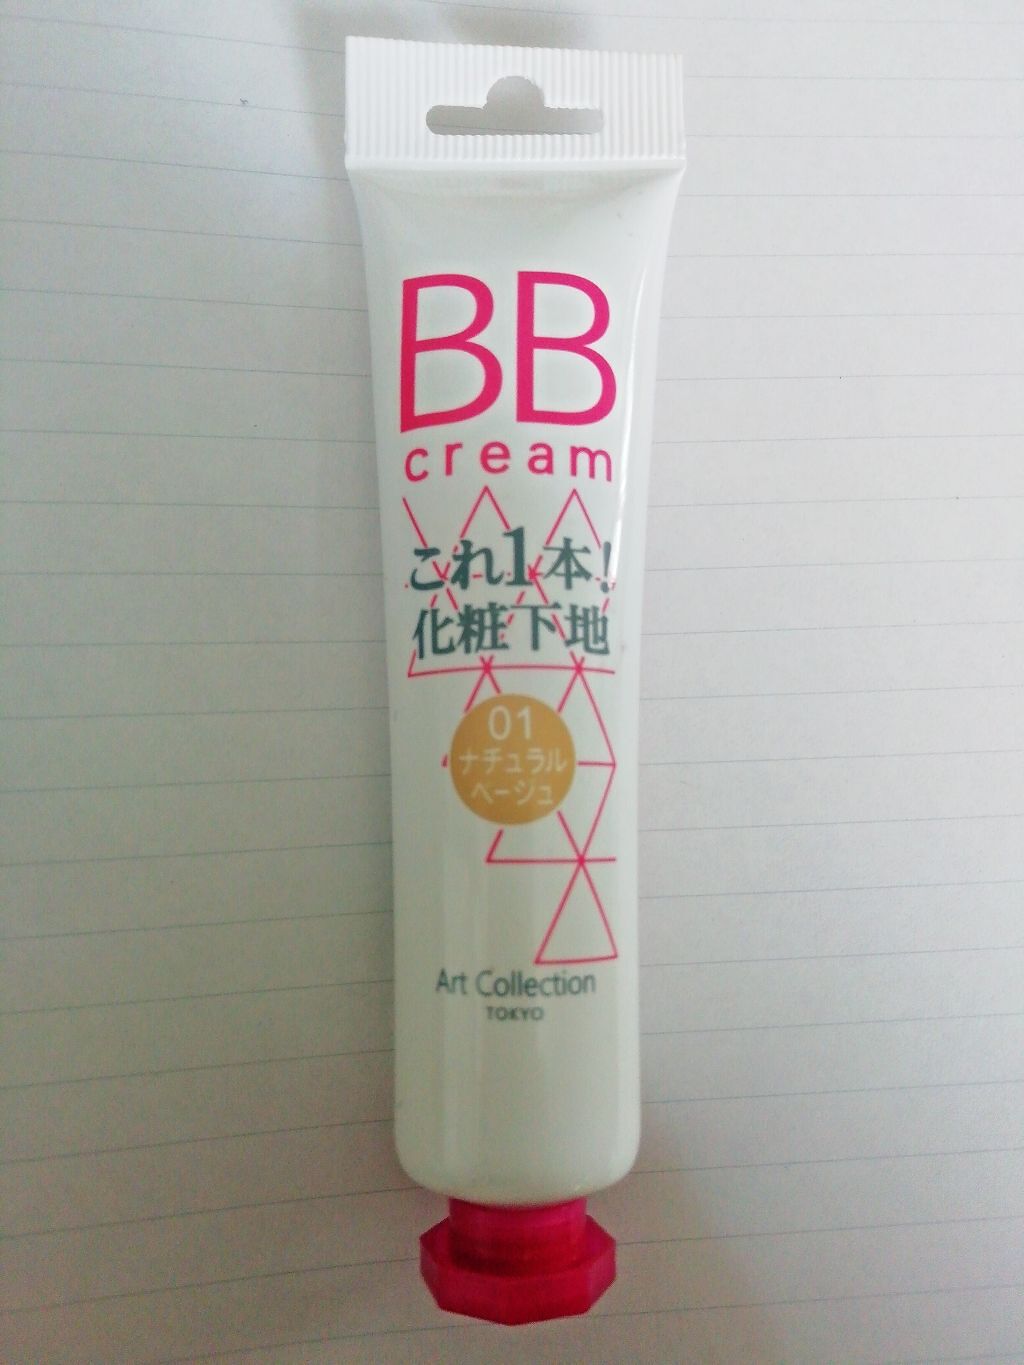 BB
cream
これ1本!
化粧下地
01
ナチュラル
ベージュ
Art Collection
TOKYO